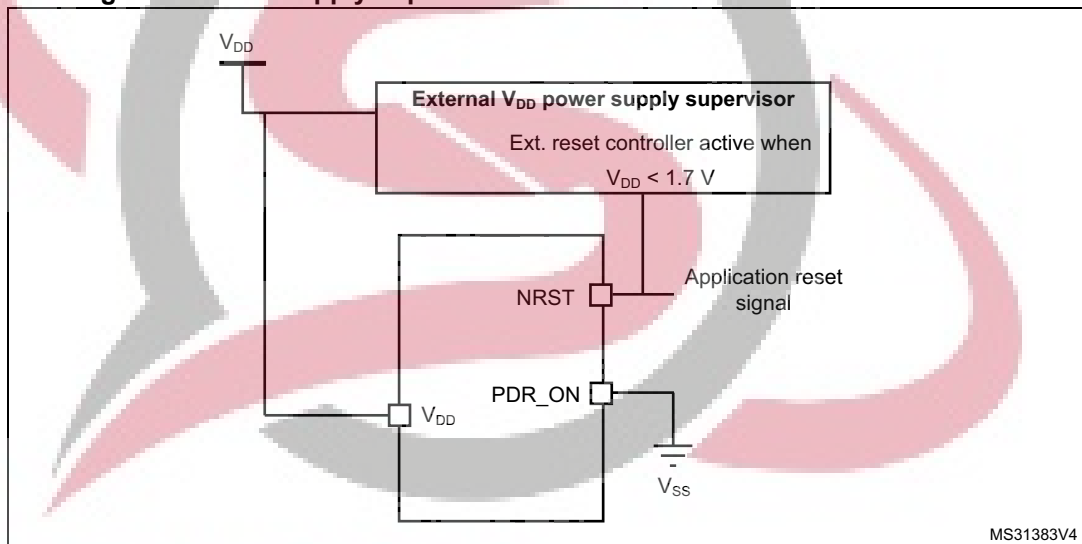 V_DD
External V_DD power supply supervisor
Ext. reset controller active when
V_DD < 1.7 V
NRST
Application reset
signal
PDR_ON
V_DD
V_SS
MS31383V4